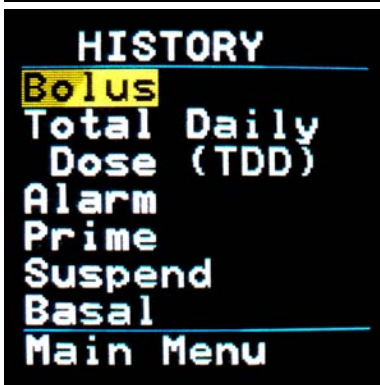 HISTORY
Bolus
Total Daily
Dose (TDD)
Alarm
Prime
Suspend
Basal
Main Menu